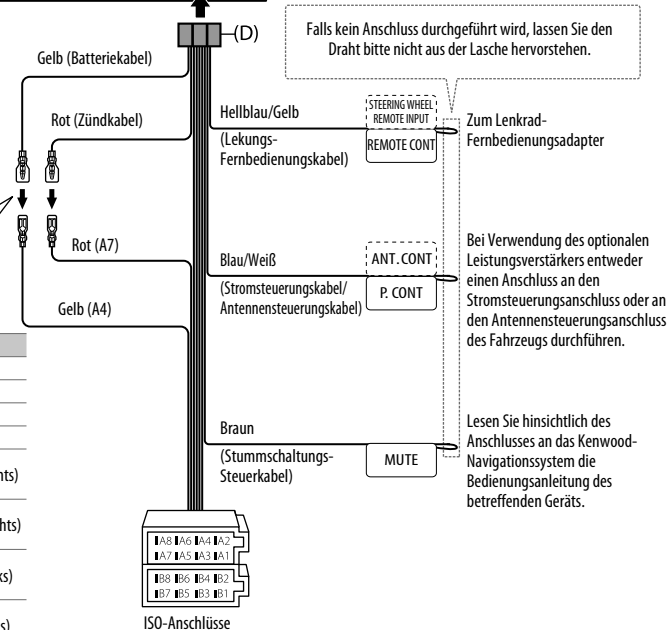 (D)
Falls kein Anschluss durchgeführt wird, lassen Sie den
Draht bitte nicht aus der Lasche hervorstehen.
Gelb (Batteriekabel)
Rot (Zündkabel)
Hellblau/Gelb
(Lekungs-
Fernbedienungskabel)
STEERING WHEEL
REMOTE INPUT
REMOTE CONT
Zum Lenkrad-
Fernbedienungsadapter
Rot (A7)
Gelb (A4)
Blau/Weiß
(Stromsteuerungskabel/
Antennensteuerungskabel)
ANT. CONT
P. CONT
Bei Verwendung des optionalen
Leistungsverstärkers entweder
einen Anschluss an den
Stromsteuerungsanschluss oder an
den Antennensteuerungsanschluss
des Fahrzeugs durchführen.
Braun
(Stummschaltungs-
Steuerkabel)
MUTE
Lesen Sie hinsichtlich des
Anschlusses an das Kenwood-
Navigationssystem die
Bedienungsanleitung des
betreffenden Geräts.
A8 A6 A4 A2
A7 A5 A3 A1
B8 B6 B4 B2
B7 B5 B3 B1
ISO-Anschlüsse